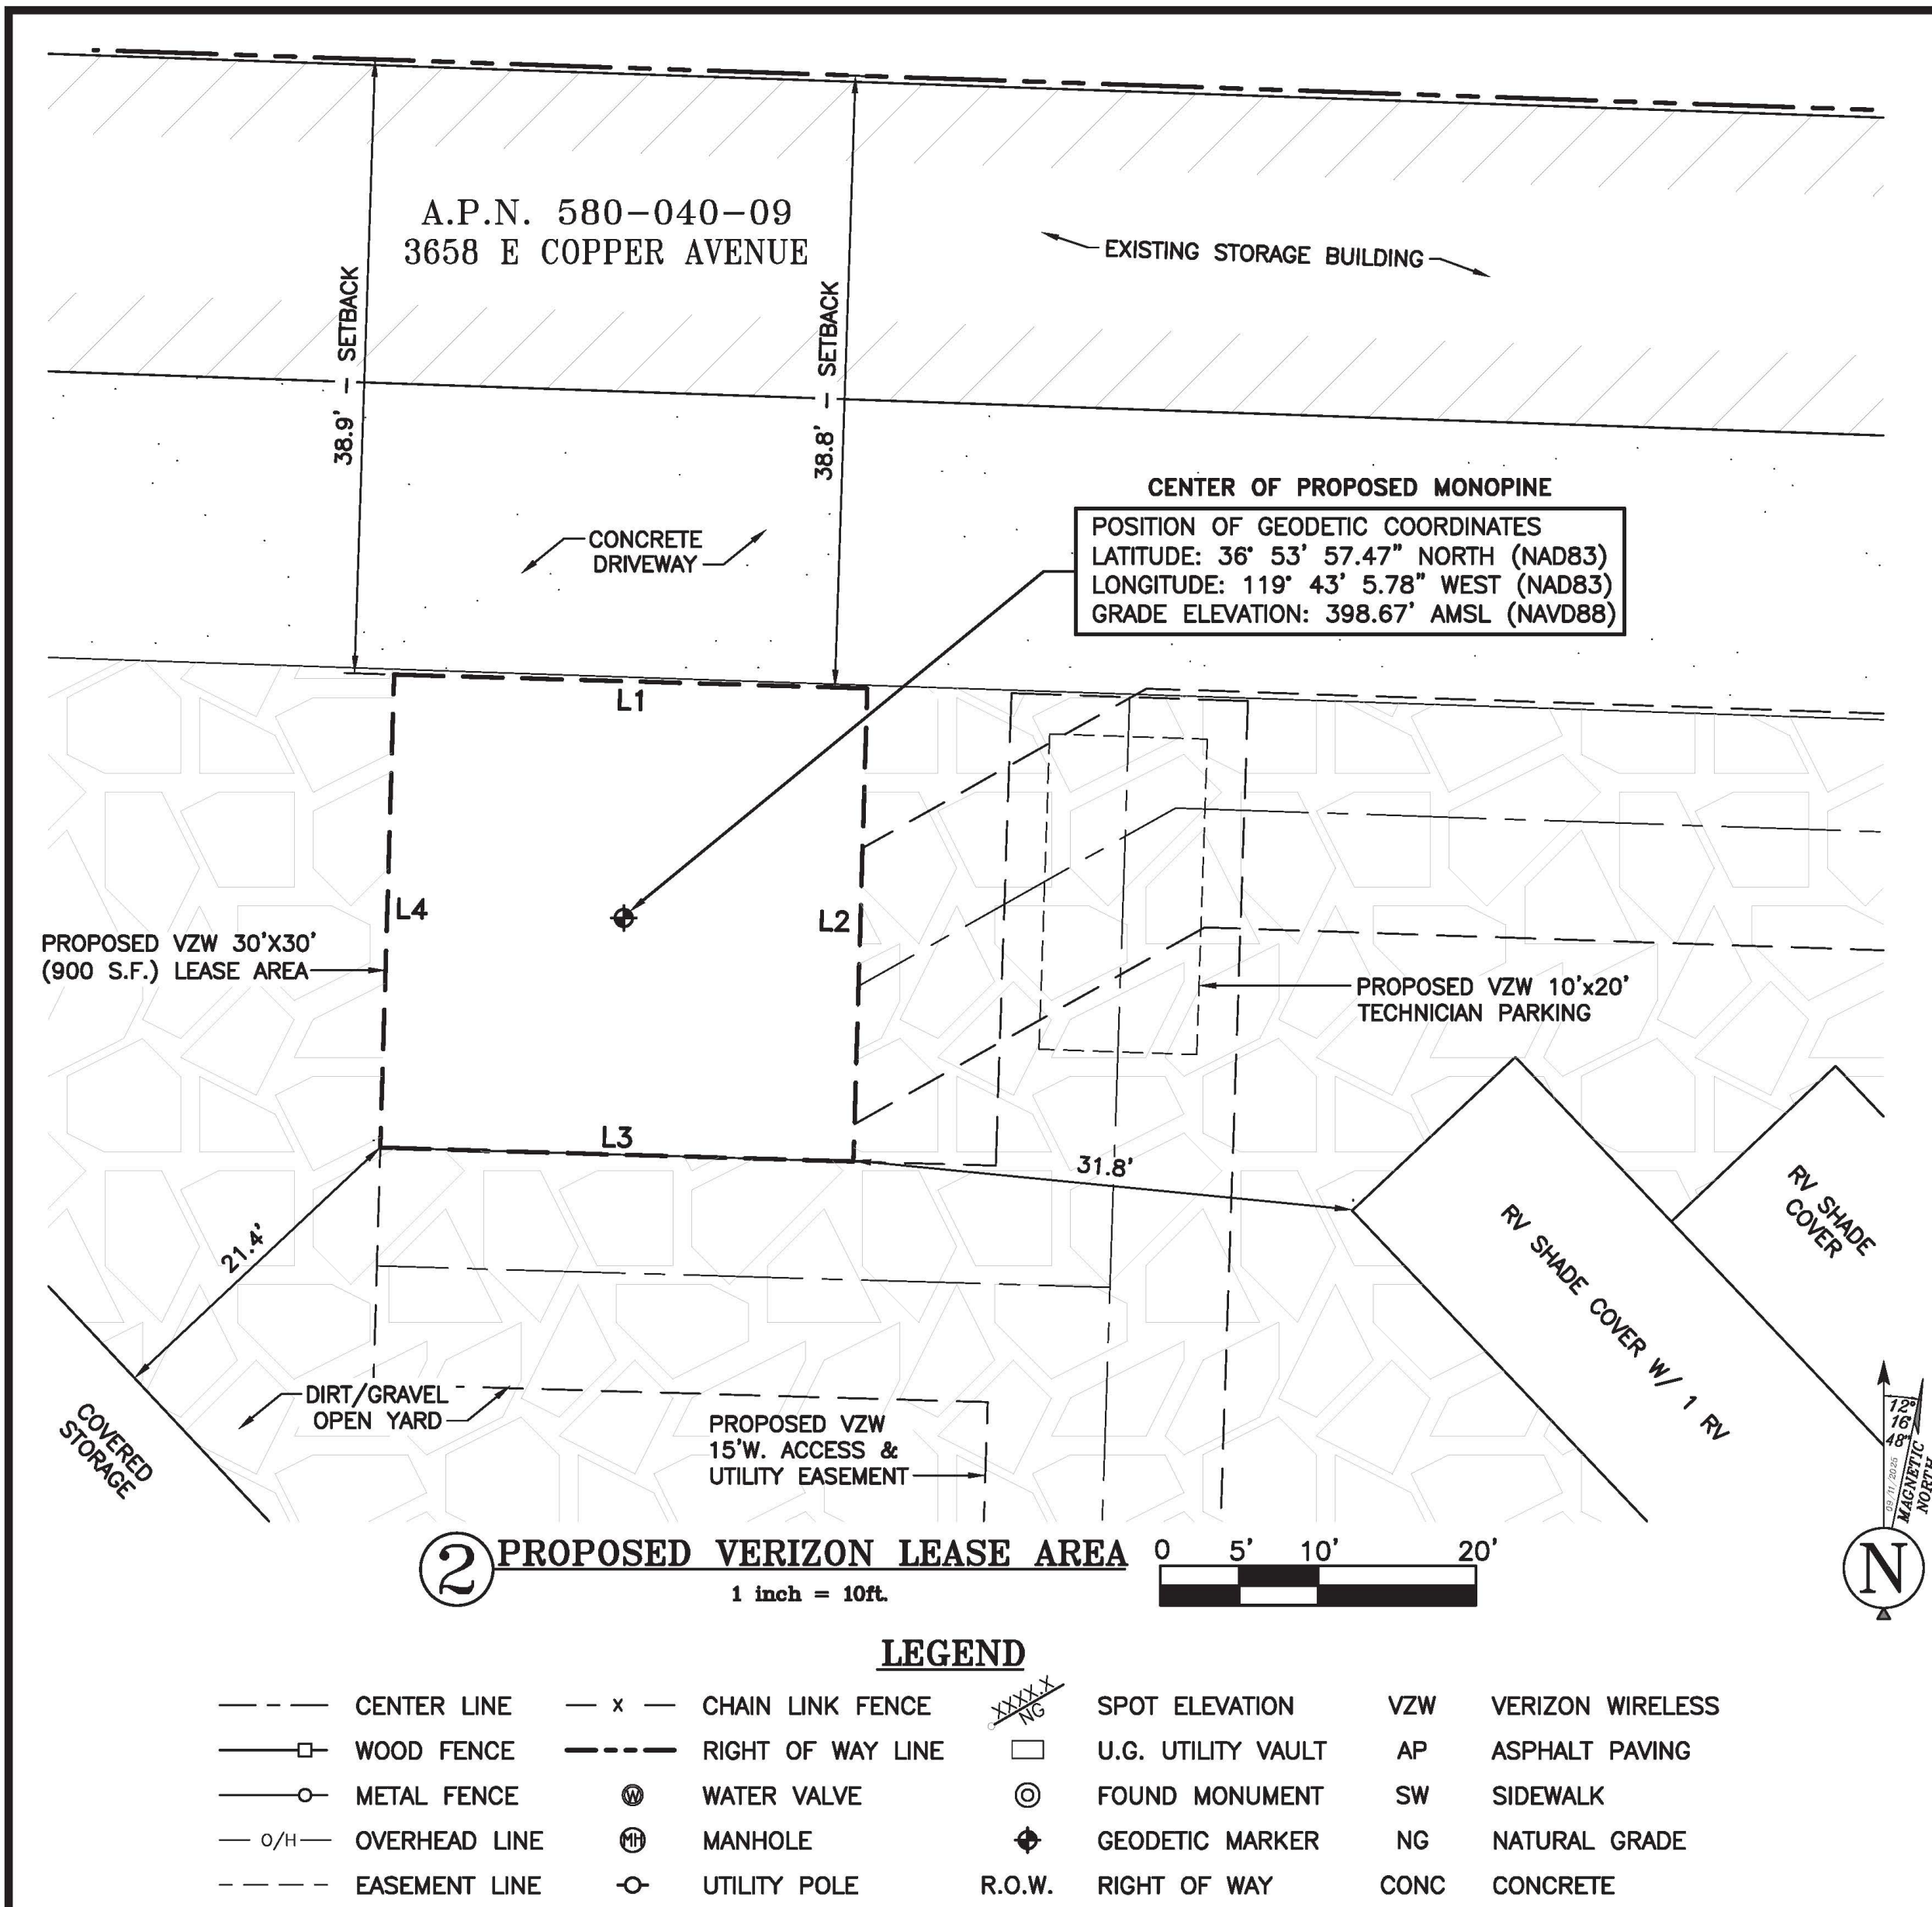 A.P.N. 580-040-09
3658 E COPPER AVENUE
EXISTING STORAGE BUILDING
38.9' - SETBACK
38.8' - SETBACK
CENTER OF PROPOSED MONOPINE
POSITION OF GEODETIC COORDINATES
LATITUDE: 36° 53' 57.47" NORTH (NAD83)
LONGITUDE: 119° 43' 5.78" WEST (NAD83)
GRADE ELEVATION: 398.67' AMSL (NAVD88)
CONCRETE
DRIVEWAY
L1
L4
L2
PROPOSED VZW 30'X30'
(900 S.F.) LEASE AREA
PROPOSED VZW 10'x20'
TECHNICIAN PARKING
L3
31.8'
21.4'
RV SHADE
COVER
RV SHADE COVER W/ 1 RV
DIRT/GRAVEL
OPEN YARD
PROPOSED VZW
15'W. ACCESS &
UTILITY EASEMENT
COVERED
STORAGE
12°
16'
48"
09/11/2025
MAGNETIC
NORTH
N
2 PROPOSED VERIZON LEASE AREA
1 inch = 10ft.
0 5' 10' 20'
LEGEND
CENTER LINE X CHAIN LINK FENCE XXXX.X NG SPOT ELEVATION VZW VERIZON WIRELESS
WOOD FENCE RIGHT OF WAY LINE U.G. UTILITY VAULT AP ASPHALT PAVING
METAL FENCE W WATER VALVE FOUND MONUMENT SW SIDEWALK
O/H OVERHEAD LINE MH MANHOLE GEODETIC MARKER NG NATURAL GRADE
EASEMENT LINE UTILITY POLE R.O.W. RIGHT OF WAY CONC CONCRETE